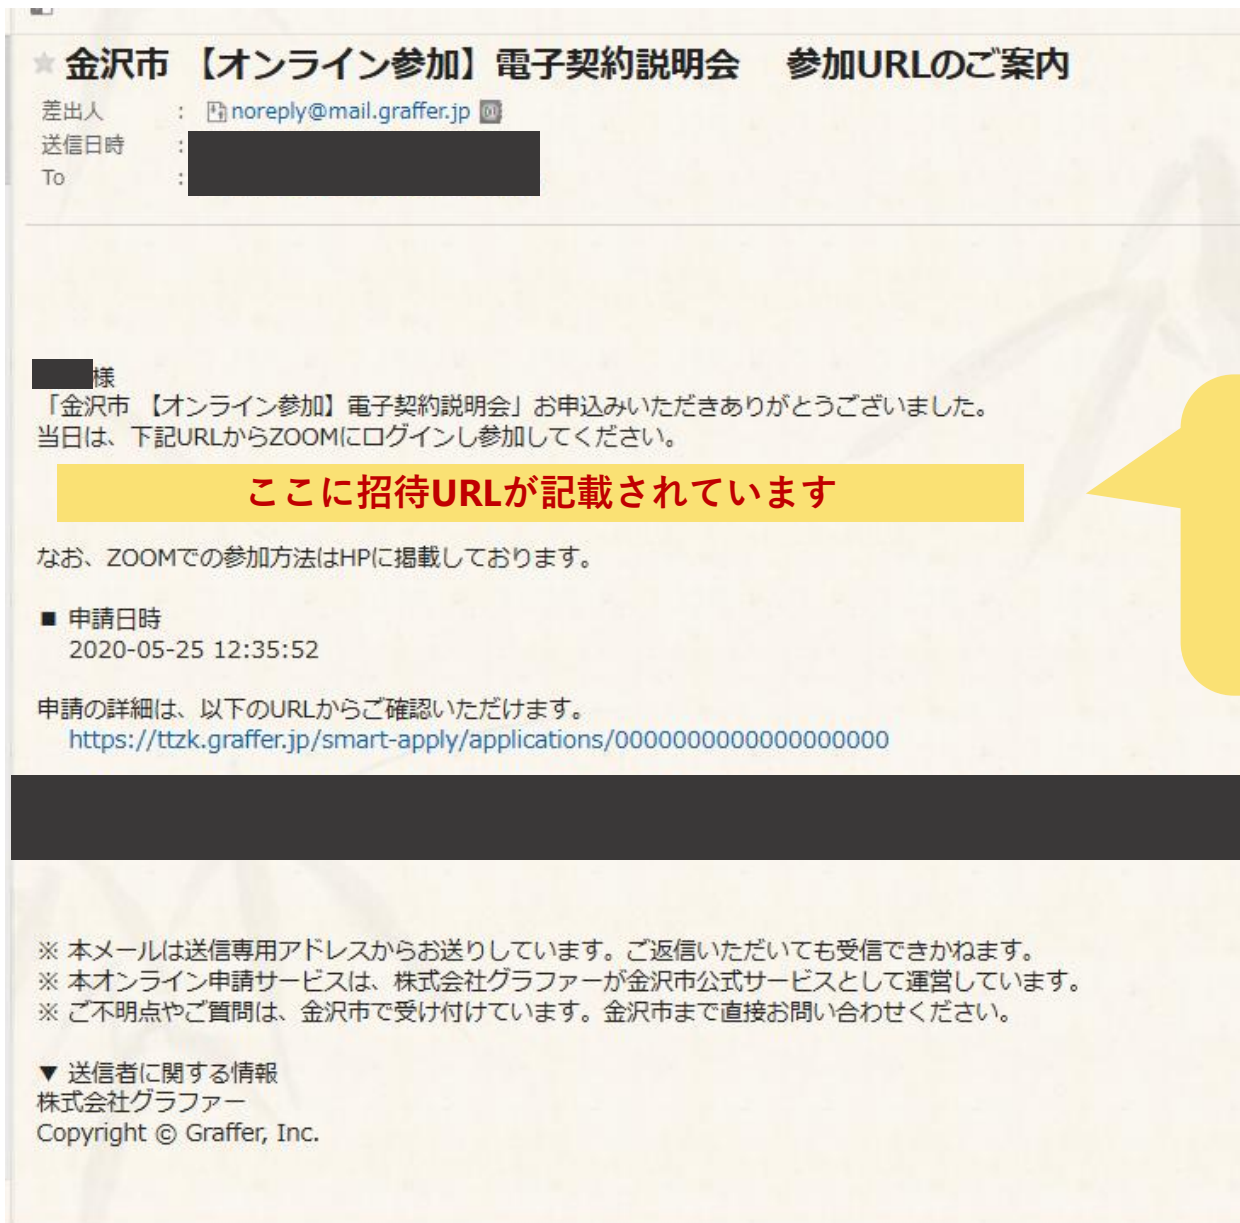 ★ 金沢市 【オンライン参加】電子契約説明会　参加URLのご案内
差出人 : noreply@mail.graffer.jp
送信日時 :
To :
様
「金沢市 【オンライン参加】電子契約説明会」お申込みいただきありがとうございました。
当日は、下記URLからZOOMにログインし参加してください。
ここに招待URLが記載されています
なお、ZOOMでの参加方法はHPに掲載しております。
■ 申請日時
2020-05-25 12:35:52
申請の詳細は、以下のURLからご確認いただけます。
https://ttzk.graffer.jp/smart-apply/applications/0000000000000000000
※ 本メールは送信専用アドレスからお送りしています。ご返信いただいても受信できかねます。
※ 本オンライン申請サービスは、株式会社グラファーが金沢市公式サービスとして運営しています。
※ ご不明点やご質問は、金沢市で受け付けています。金沢市まで直接お問い合わせください。
▼ 送信者に関する情報
株式会社グラファー
Copyright © Graffer, Inc.